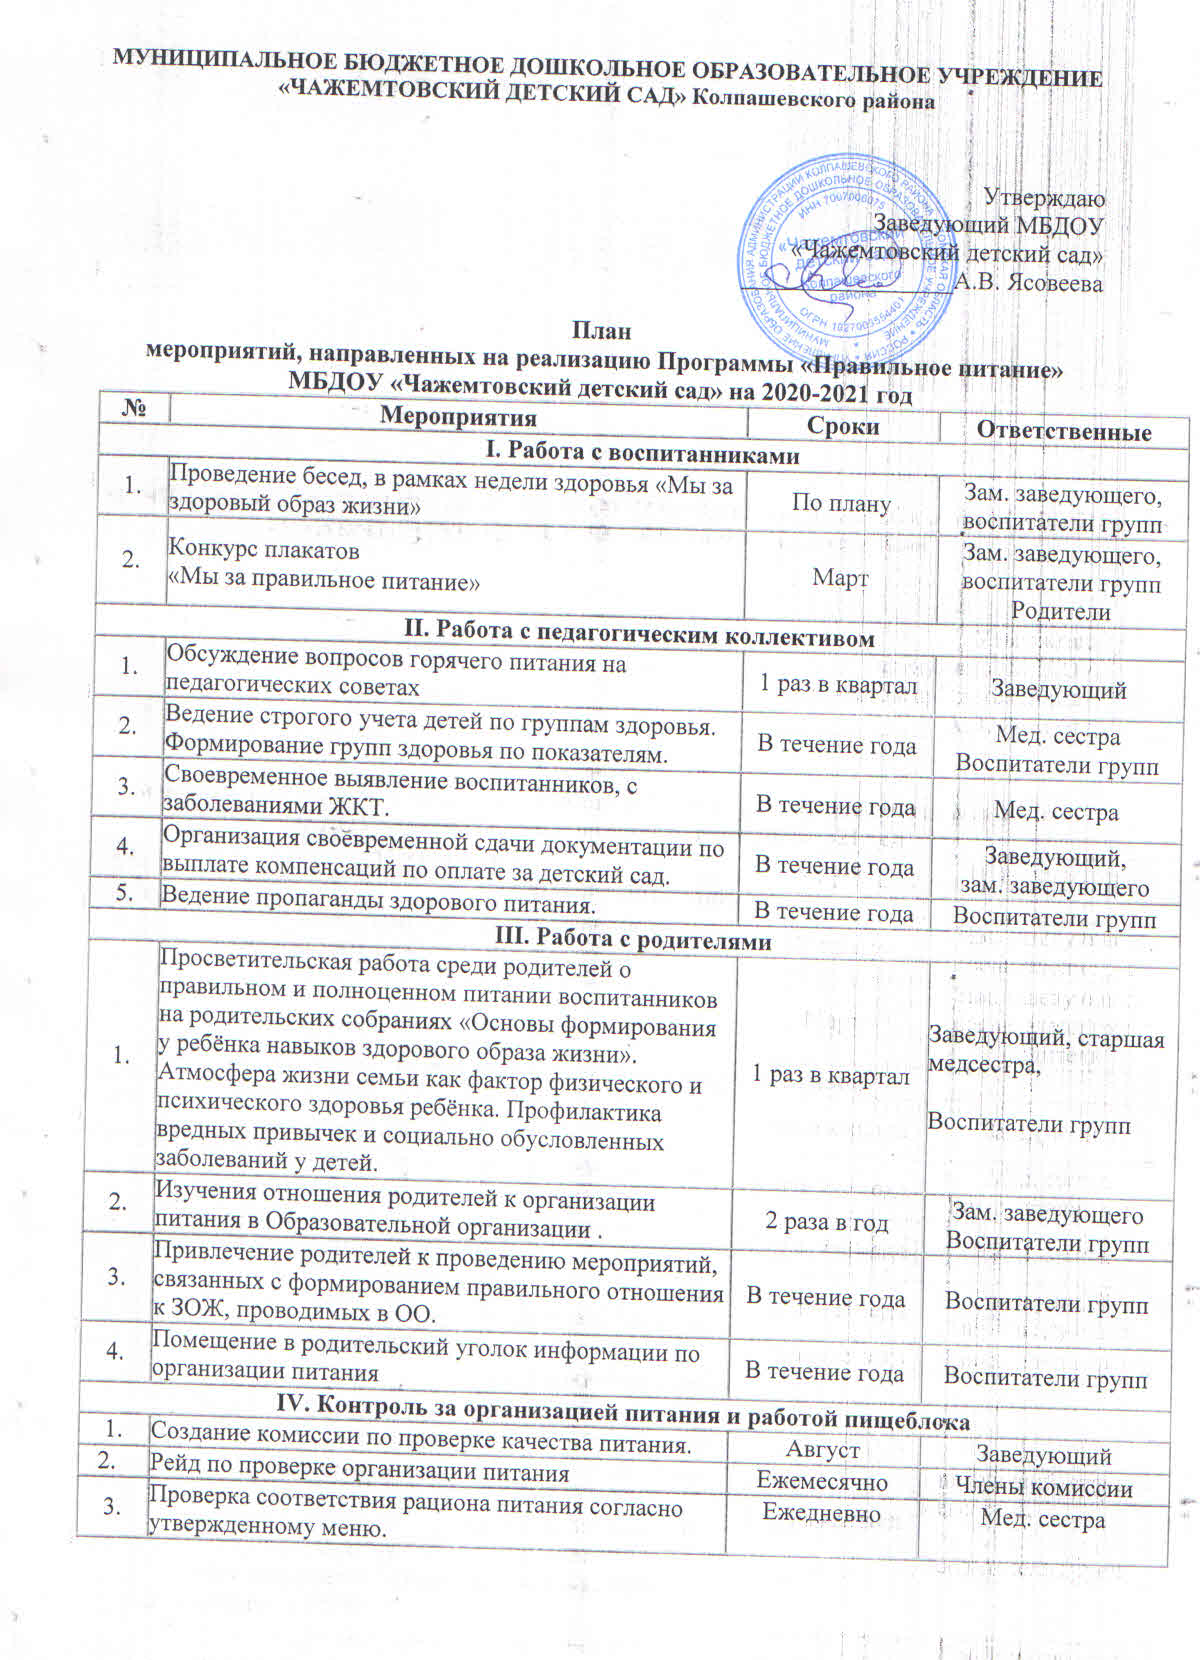 МУНИЦИПАЛЬНОЕ БЮДЖЕТНОЕ ДОШКОЛЬНОЕ ОБРАЗОВАТЕЛЬНОЕ УЧРЕЖДЕНИЕ
«ЧАЖЕМТОВСКИЙ ДЕТСКИЙ САД» Колпашевского района
Утверждаю
Заведующий МБДОУ
«Чажемтовский детский сад»
А.В. Ясовеева
«Чажемтовский
детский
Колпашевского
района
План
мероприятий, направленных на реализацию Программы «Правильное питание»
МБДОУ «Чажемтовский детский сад» на 2020-2021 год
№ Мероприятия Сроки Ответственные
I. Работа с воспитанниками
1. Проведение бесед, в рамках недели здоровья «Мы за
здоровый образ жизни»
По плану
Зам. заведующего,
воспитатели групп
2. Конкурс плакатов
«Мы за правильное питание»
Март
Зам. заведующего,
воспитатели групп
Родители
II. Работа с педагогическим коллективом
1. Обсуждение вопросов горячего питания на
педагогических советах
1 раз в квартал
Заведующий
2. Ведение строгого учета детей по группам здоровья.
Формирование групп здоровья по показателям.
В течение года
Мед. сестра
Воспитатели групп
3. Своевременное выявление воспитанников, с
заболеваниями ЖКТ.
В течение года
Мед. сестра
4. Организация своевременной сдачи документации по
выплате компенсаций по оплате за детский сад.
В течение года
Заведующий,
зам. заведующего
5. Ведение пропаганды здорового питания. В течение года Воспитатели групп
III. Работа с родителями
1. Просветительская работа среди родителей о
правильном и полноценном питании воспитанников
на родительских собраниях «Основы формирования
у ребёнка навыков здорового образа жизни».
Атмосфера жизни семьи как фактор физического и
психического здоровья ребёнка. Профилактика
вредных привычек и социально обусловленных
заболеваний у детей.
1 раз в квартал
Заведующий, старшая
медсестра,
Воспитатели групп
2. Изучения отношения родителей к организации
питания в Образовательной организации .
2 раза в год
Зам. заведующего
Воспитатели групп
3. Привлечение родителей к проведению мероприятий,
связанных с формированием правильного отношения
к ЗОЖ, проводимых в ОО.
В течение года
Воспитатели групп
4. Помещение в родительский уголок информации по
организации питания
В течение года
Воспитатели групп
IV. Контроль за организацией питания и работой пищеблока
1. Создание комиссии по проверке качества питания. Август Заведующий
2. Рейд по проверке организации питания Ежемесячно Члены комиссии
3. Проверка соответствия рациона питания согласно
утвержденному меню.
Ежедневно
Мед. сестра